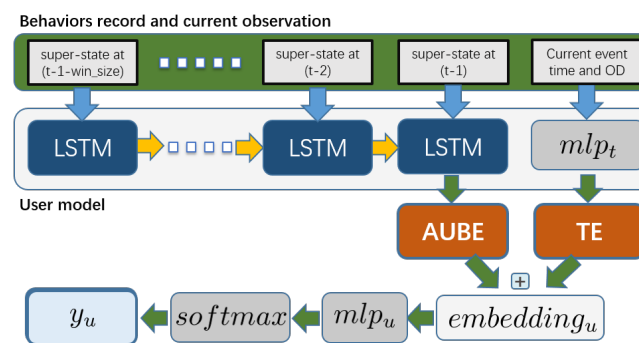 Behaviors record and current observation
super-state at
(t-1-win_size)
super-state at
(t-2)
super-state at
(t-1)
Current event
time and OD
LSTM
LSTM
LSTM
mlp_t
User model
AUBE
TE
+
y_u
softmax
mlp_u
embedding_u